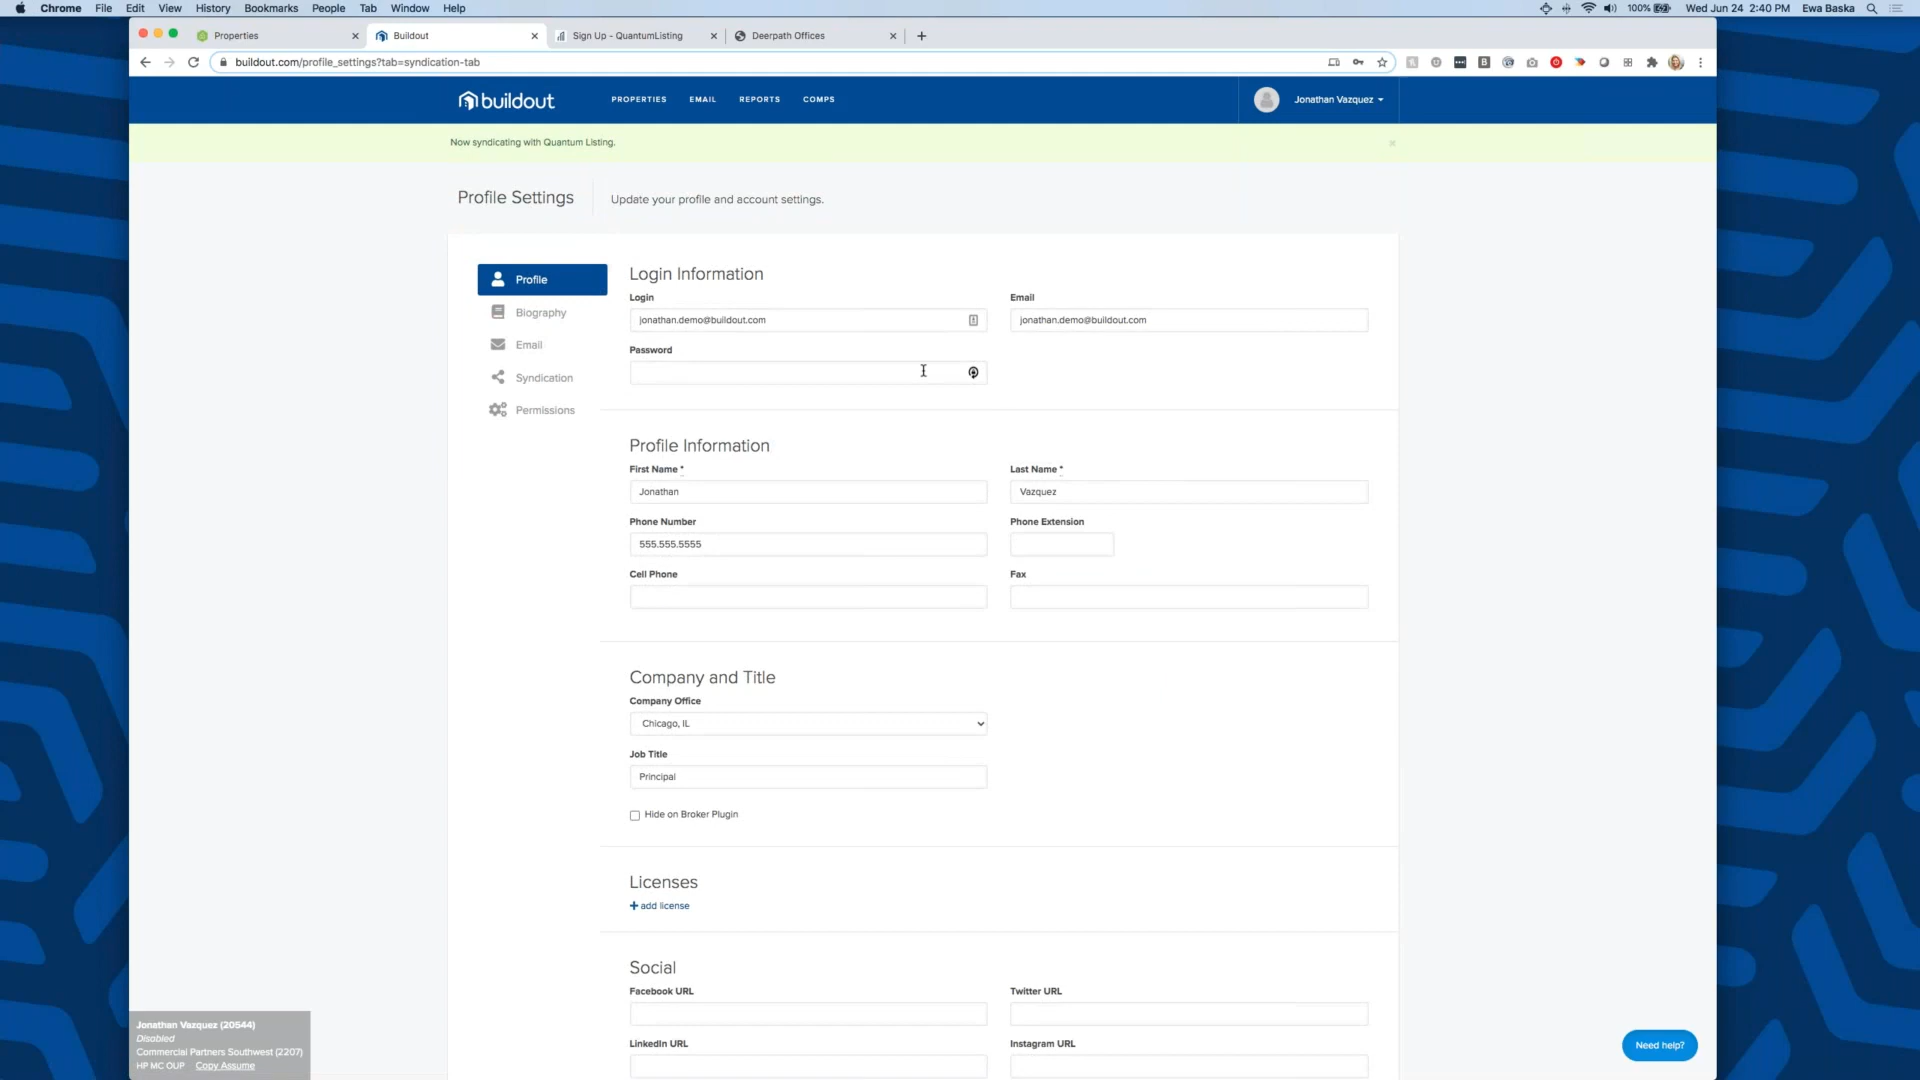 Chrome File Edit View History Bookmarks People Tab Window Help 100% Wed Jun 24 2:40 PM Ewa Baska
Properties Buildout Sign Up - QuantumListing Deerpath Offices
buildout.com/profile_settings?tab=syndication-tab
buildout PROPERTIES EMAIL REPORTS COMPS Jonathan Vazquez
Now syndicating with Quantum Listing.
Profile Settings Update your profile and account settings.
Profile
Biography
Email
Syndication
Permissions
Login Information
Login Email
jonathan.demo@buildout.com jonathan.demo@buildout.com
Password
Profile Information
First Name * Last Name *
Jonathan Vazquez
Phone Number Phone Extension
555.555.5555
Cell Phone Fax
Company and Title
Company Office
Chicago, IL
Job Title
Principal
Hide on Broker Plugin
Licenses
+ add license
Social
Facebook URL Twitter URL
LinkedIn URL Instagram URL
Jonathan Vazquez (20544)
Disabled
Commercial Partners Southwest (2207)
HP MC OUP Copy Assume
Need help?